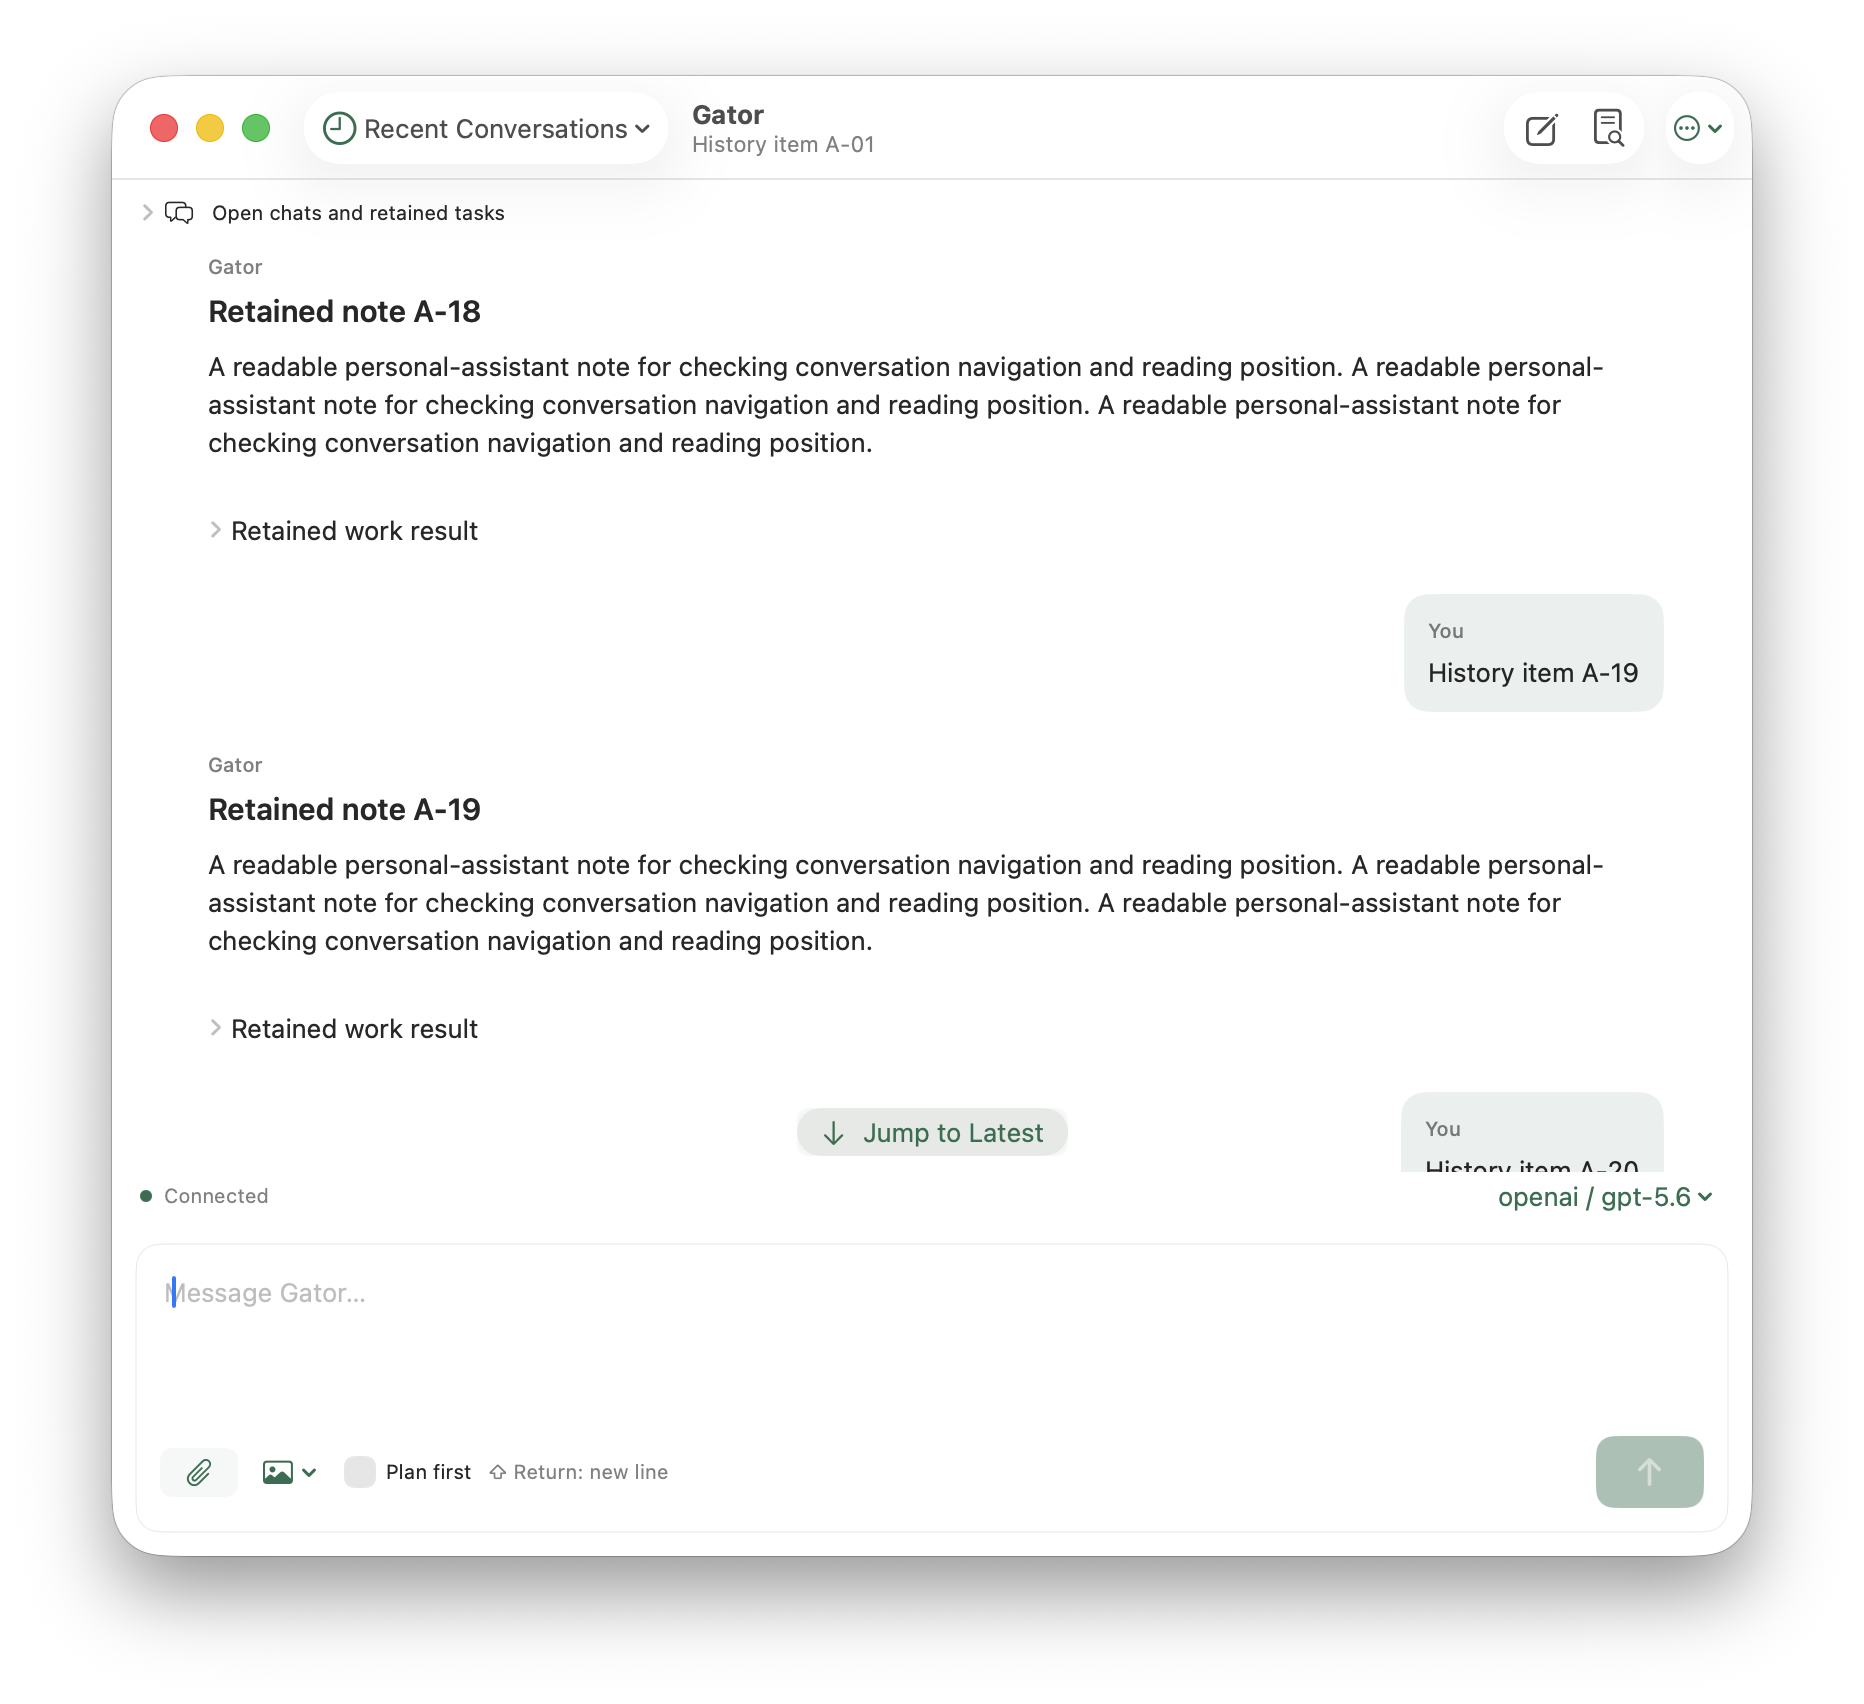 Recent Conversations
Gator
History item A-01
Open chats and retained tasks
Gator
Retained note A-18
A readable personal-assistant note for checking conversation navigation and reading position. A readable personal-
assistant note for checking conversation navigation and reading position. A readable personal-assistant note for
checking conversation navigation and reading position.
Retained work result
You
History item A-19
Gator
Retained note A-19
A readable personal-assistant note for checking conversation navigation and reading position. A readable personal-
assistant note for checking conversation navigation and reading position. A readable personal-assistant note for
checking conversation navigation and reading position.
Retained work result
You
History item A-20
Jump to Latest
Connected
openai / gpt-5.6
Message Gator...
Plan first
Return: new line